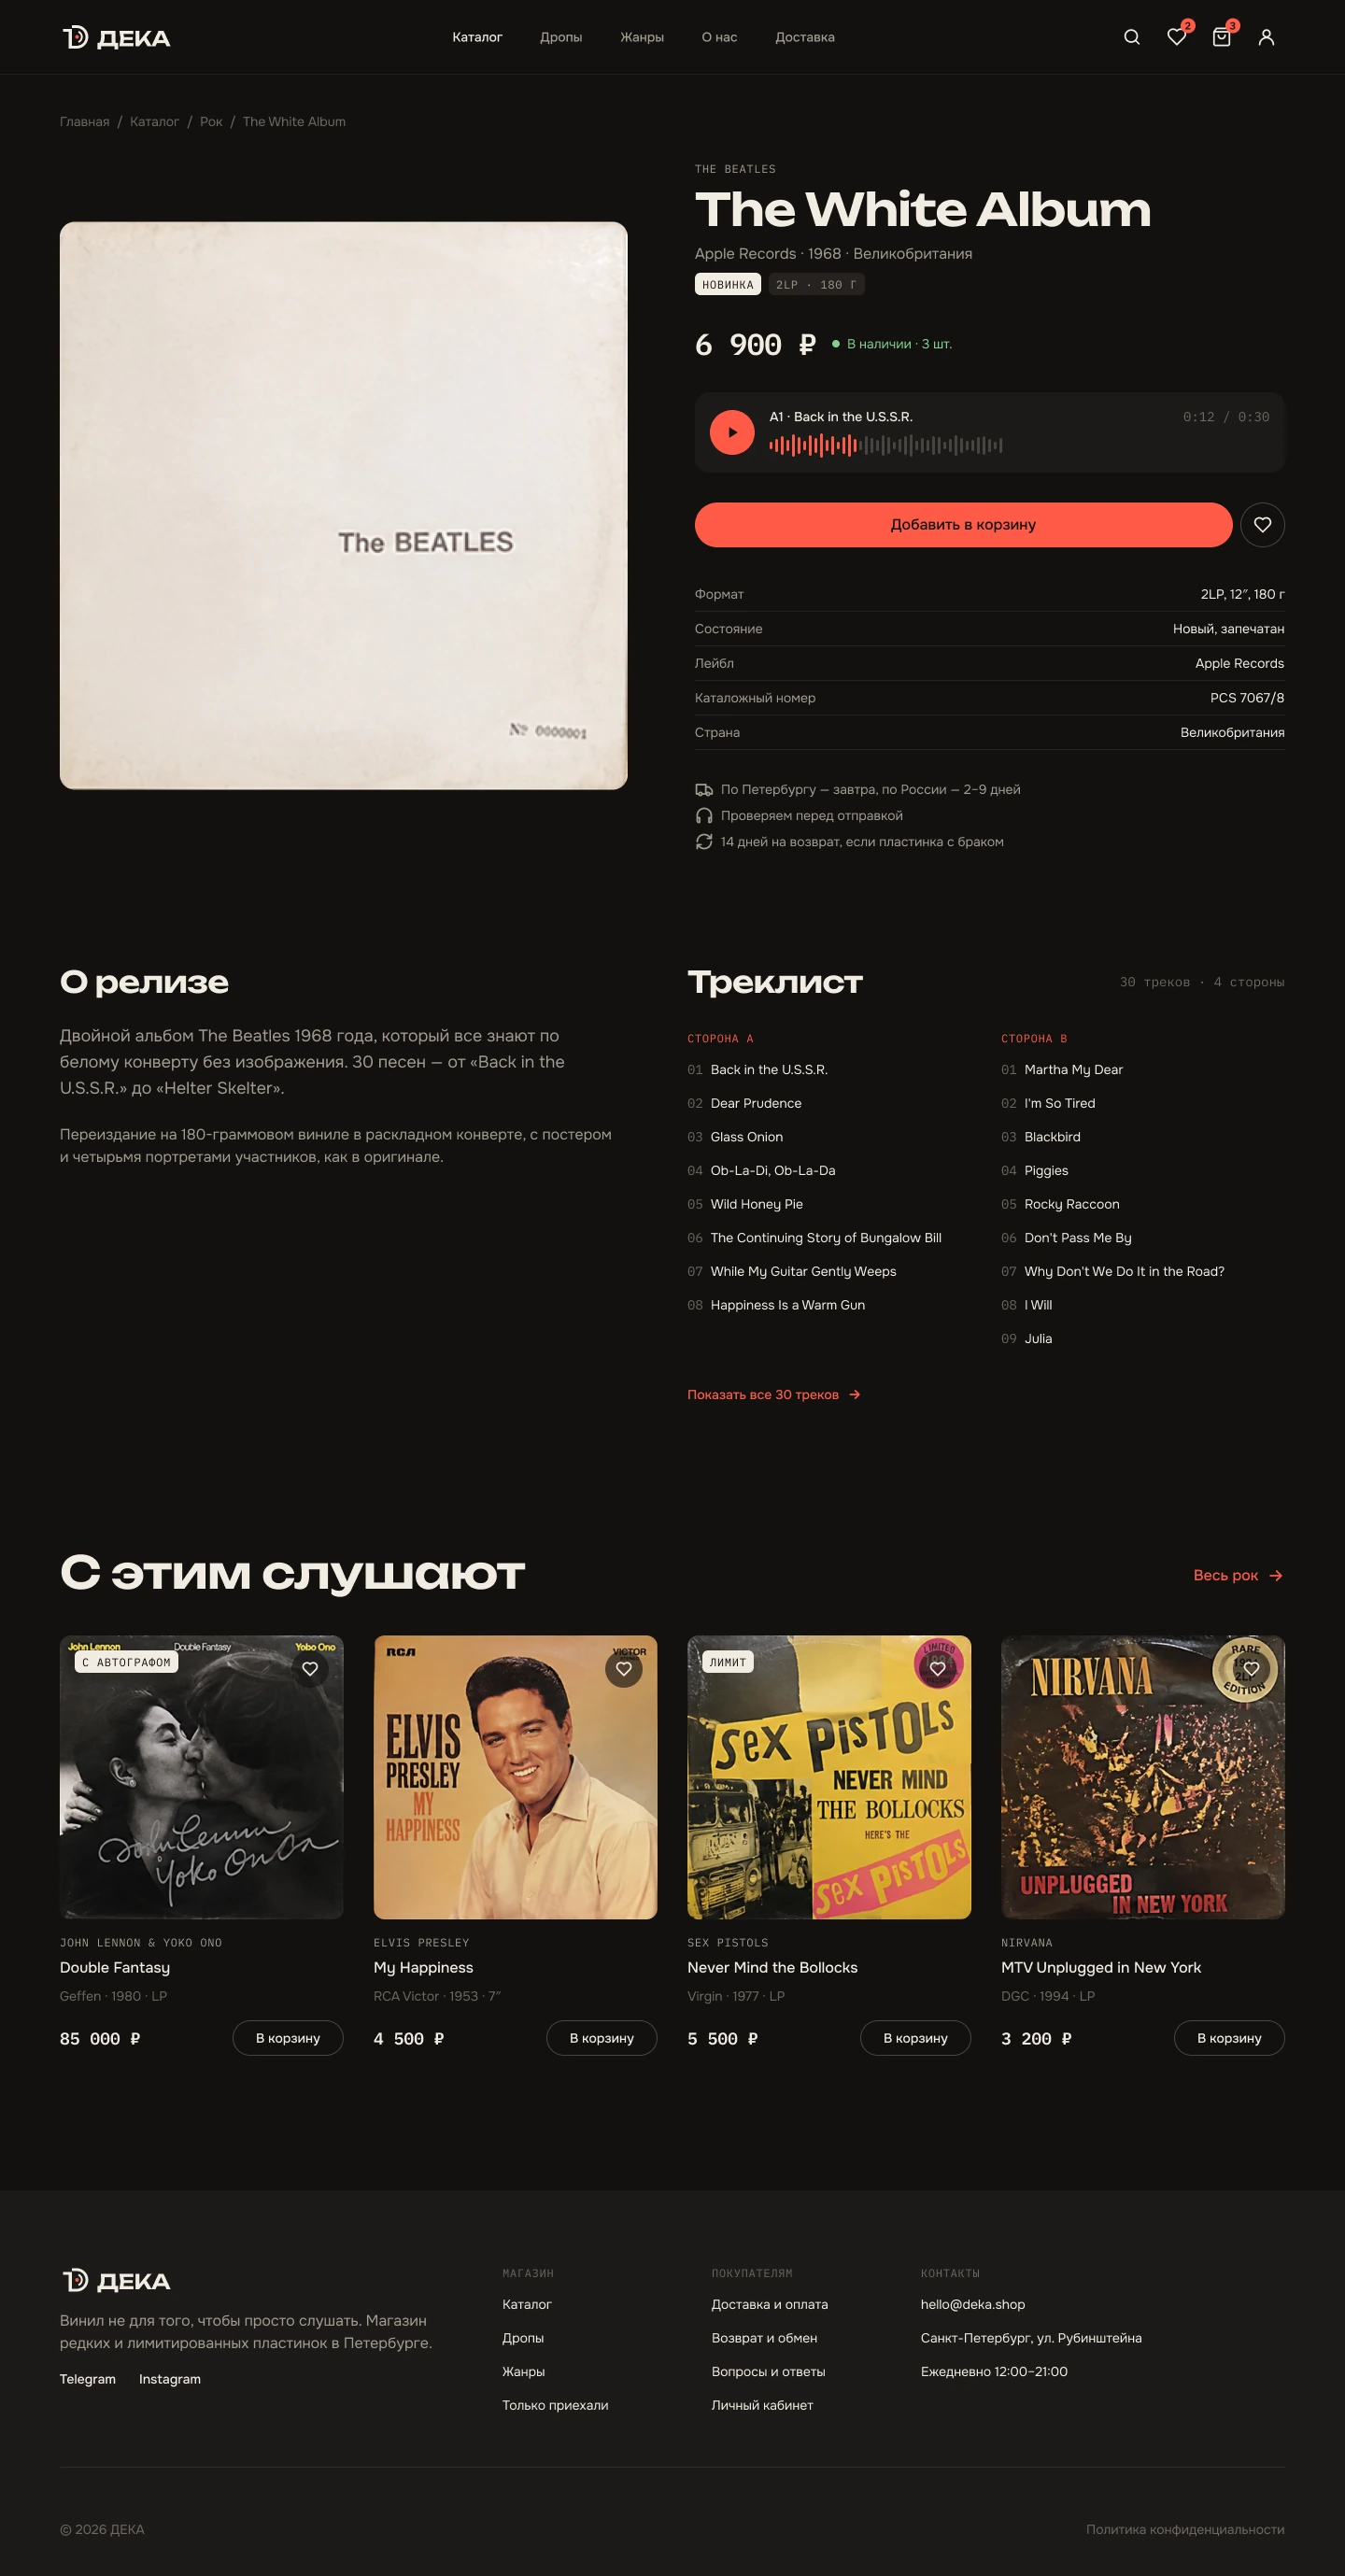 ДЕКА
Каталог
Дропы
Жанры
О нас
Доставка
2
3
Главная / Каталог / Рок / The White Album
The BEATLES
№ 0000001
THE BEATLES
The White Album
Apple Records · 1968 · Великобритания
НОВИНКА
2LP · 180 Г
6 900 ₽
В наличии · 3 шт.
A1 · Back in the U.S.S.R.
0:12 / 0:30
Добавить в корзину
Формат 2LP, 12″, 180 г
Состояние Новый, запечатан
Лейбл Apple Records
Каталожный номер PCS 7067/8
Страна Великобритания
По Петербургу — завтра, по России — 2–9 дней
Проверяем перед отправкой
14 дней на возврат, если пластинка с браком
О релизе
Двойной альбом The Beatles 1968 года, который все знают по
белому конверту без изображения. 30 песен — от «Back in the
U.S.S.R.» до «Helter Skelter».
Переиздание на 180-граммовом виниле в раскладном конверте, с постером
и четырьмя портретами участников, как в оригинале.
Треклист
30 треков · 4 стороны
СТОРОНА A
01 Back in the U.S.S.R.
02 Dear Prudence
03 Glass Onion
04 Ob-La-Di, Ob-La-Da
05 Wild Honey Pie
06 The Continuing Story of Bungalow Bill
07 While My Guitar Gently Weeps
08 Happiness Is a Warm Gun
СТОРОНА B
01 Martha My Dear
02 I'm So Tired
03 Blackbird
04 Piggies
05 Rocky Raccoon
06 Don't Pass Me By
07 Why Don't We Do It in the Road?
08 I Will
09 Julia
Показать все 30 треков →
С этим слушают
Весь рок →
John Lennon
Double Fantasy
Yoko Ono
С АВТОГРАФОМ
John Lennon
Yoko Ono
JOHN LENNON & YOKO ONO
Double Fantasy
Geffen · 1980 · LP
85 000 ₽
В корзину
RCA
VICTOR
ELVIS
PRESLEY
MY
HAPPINESS
ELVIS PRESLEY
My Happiness
RCA Victor · 1953 · 7″
4 500 ₽
В корзину
ЛИМИТ
LIMITED
SEX PISTOLS
NEVER MIND
THE BOLLOCKS
HERE'S THE
SEX PISTOLS
SEX PISTOLS
Never Mind the Bollocks
Virgin · 1977 · LP
5 500 ₽
В корзину
NIRVANA
RARE
EDITION
UNPLUGGED
IN NEW YORK
NIRVANA
MTV Unplugged in New York
DGC · 1994 · LP
3 200 ₽
В корзину
ДЕКА
Винил не для того, чтобы просто слушать. Магазин
редких и лимитированных пластинок в Петербурге.
Telegram
Instagram
МАГАЗИН
Каталог
Дропы
Жанры
Только приехали
ПОКУПАТЕЛЯМ
Доставка и оплата
Возврат и обмен
Вопросы и ответы
Личный кабинет
КОНТАКТЫ
hello@deka.shop
Санкт-Петербург, ул. Рубинштейна
Ежедневно 12:00–21:00
© 2026 ДЕКА
Политика конфиденциальности